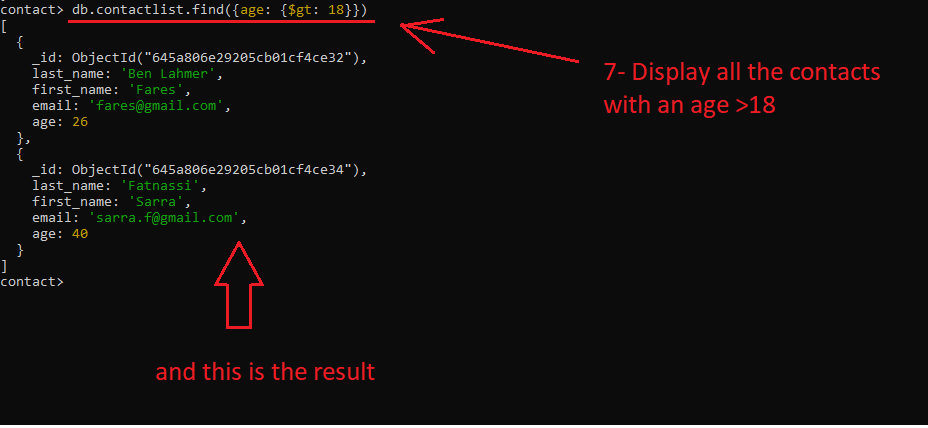 contact> db.contactlist.find({age: {$gt: 18}})
[
  {
    _id: ObjectId("645a806e29205cb01cf4ce32"),
    last_name: 'Ben Lahmer',
    first_name: 'Fares',
    email: 'fares@gmail.com',
    age: 26
  },
  {
    _id: ObjectId("645a806e29205cb01cf4ce34"),
    last_name: 'Fatnassi',
    first_name: 'Sarra',
    email: 'sarra.f@gmail.com',
    age: 40
  }
]
contact>
7- Display all the contacts
with an age >18
and this is the result